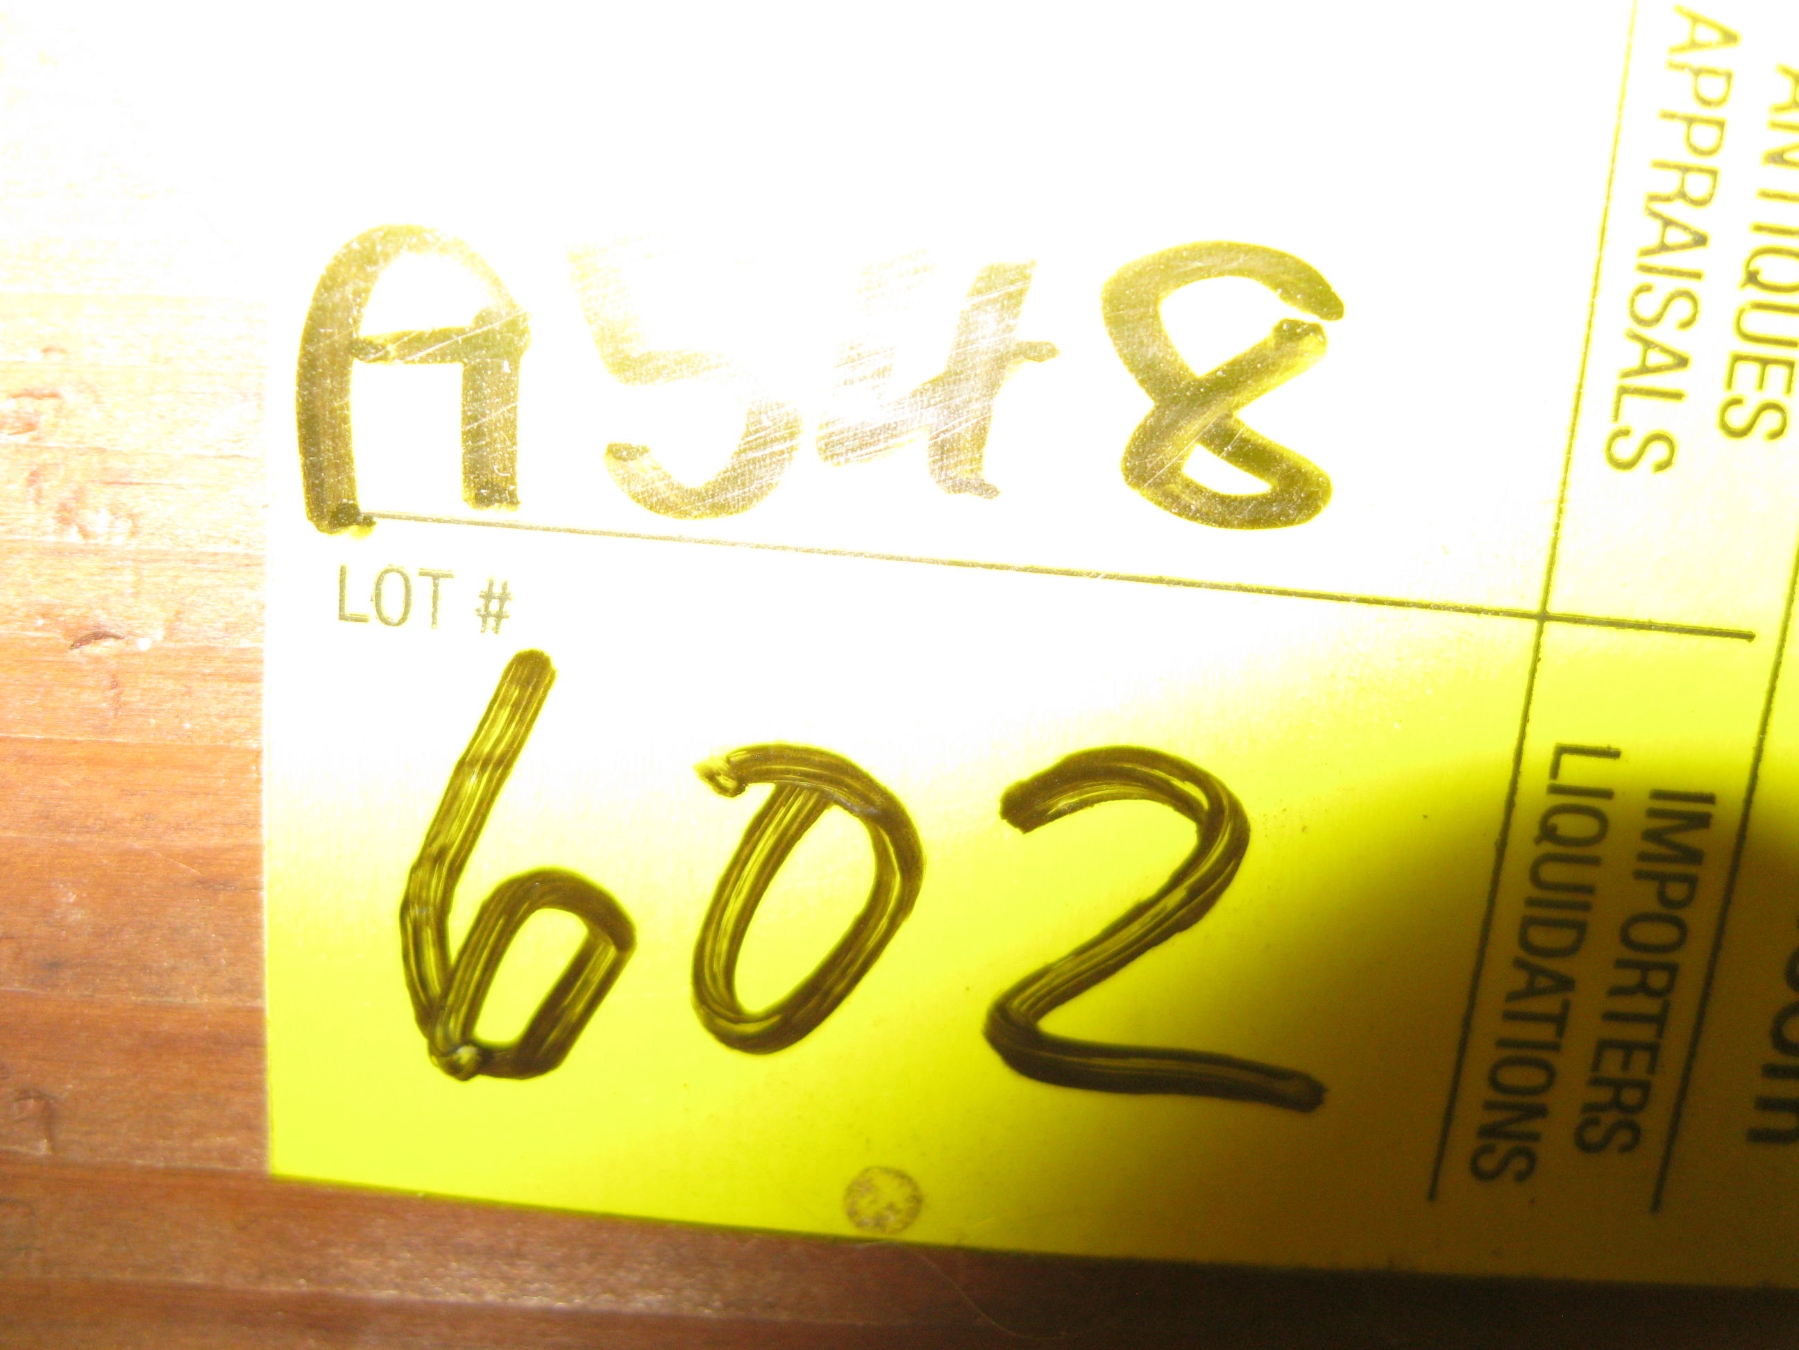 A548
LOT #
602
ANTIQUES
APPRAISALS
IMPORTERS
LIQUIDATIONS